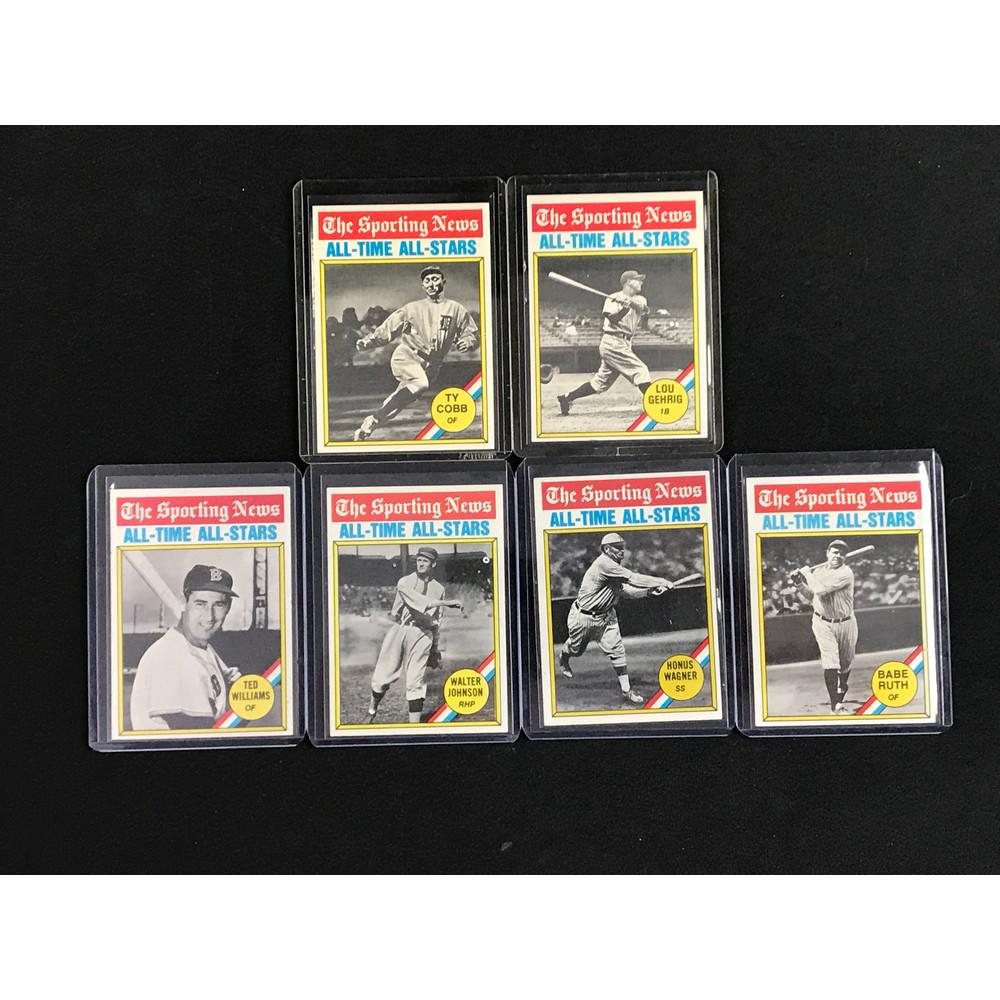 The Sporting News
ALL-TIME ALL-STARS
TY
COBB
OF
The Sporting News
ALL-TIME ALL-STARS
LOU
GEHRIG
1B
The Sporting News
ALL-TIME ALL-STARS
B
TED
WILLIAMS
OF
The Sporting News
ALL-TIME ALL-STARS
WALTER
JOHNSON
RHP
The Sporting News
ALL-TIME ALL-STARS
HONUS
WAGNER
SS
The Sporting News
ALL-TIME ALL-STARS
BABE
RUTH
OF